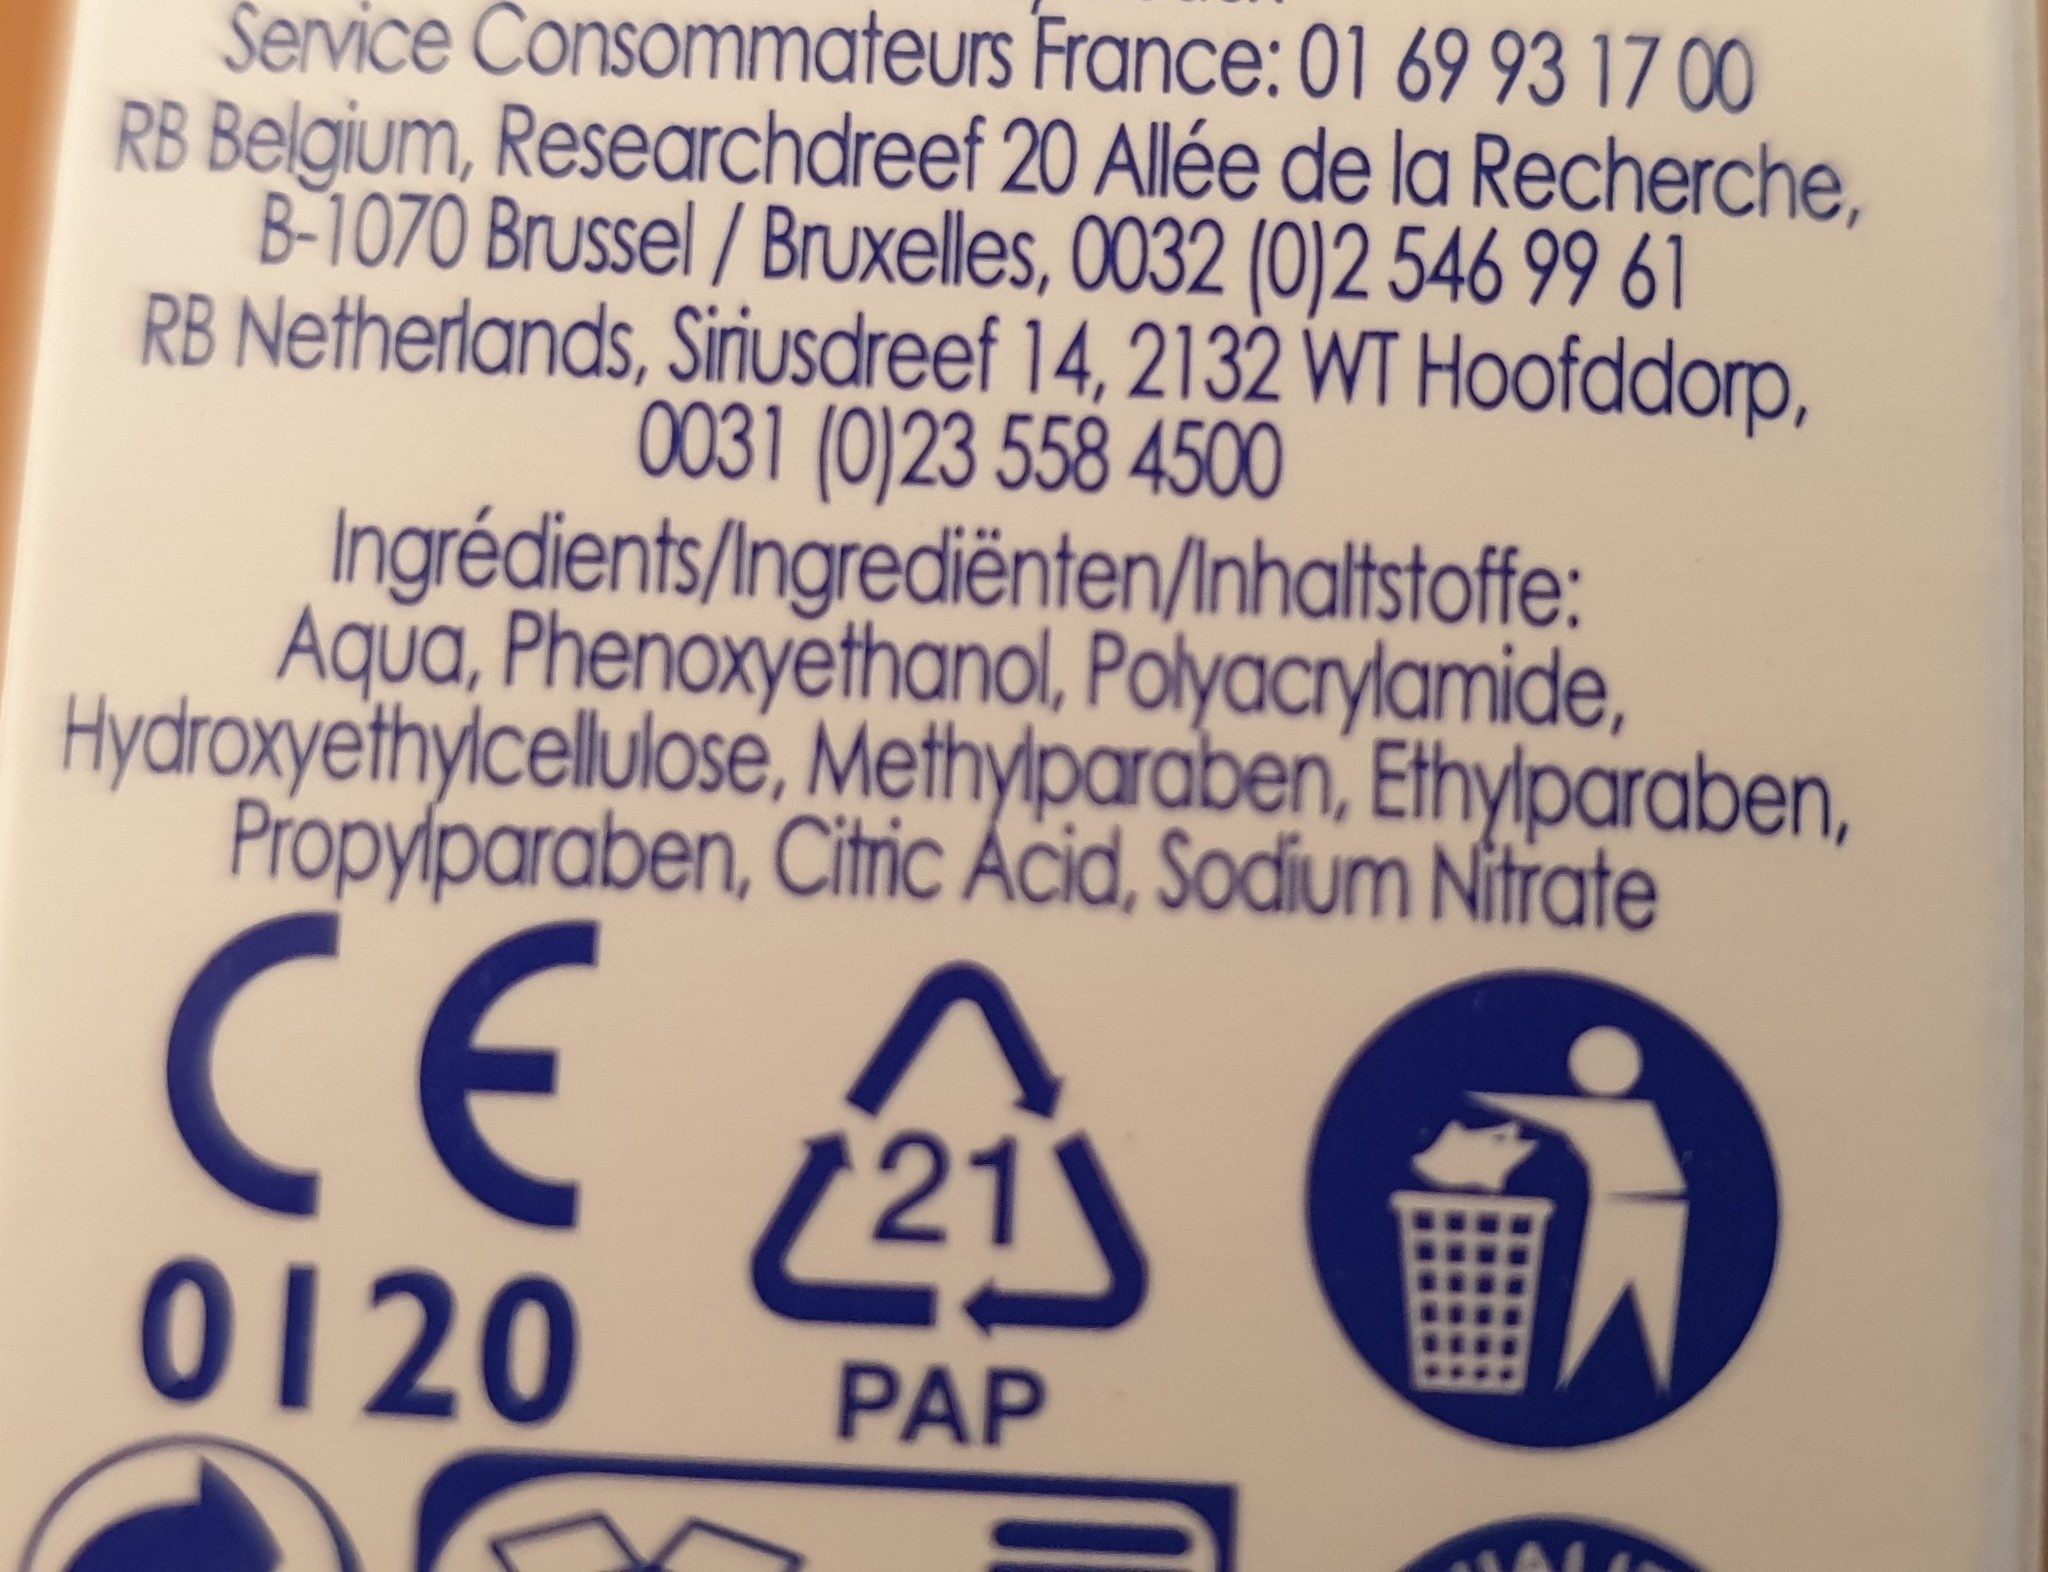 Service Consommateurs France: 01 69 93 17 00
RB Belgium, Researchdreef 20 Allée de la Recherche,
B-1070 Brussel / Bruxelles, 0032 (0)2 546 99 61
RB Netherlands, Siriusdreef 14, 2132 WT Hoofddorp,
0031 (0)23 558 4500
Ingrédients/Ingrediënten/Inhaltstoffe:
Aqua, Phenoxyethanol, Polyacrylamide,
Hydroxyethylcellulose, Methylparaben, Ethylparaben,
Propylparaben, Citric Acid, Sodium Nitrate
CE
21
0120
PAP